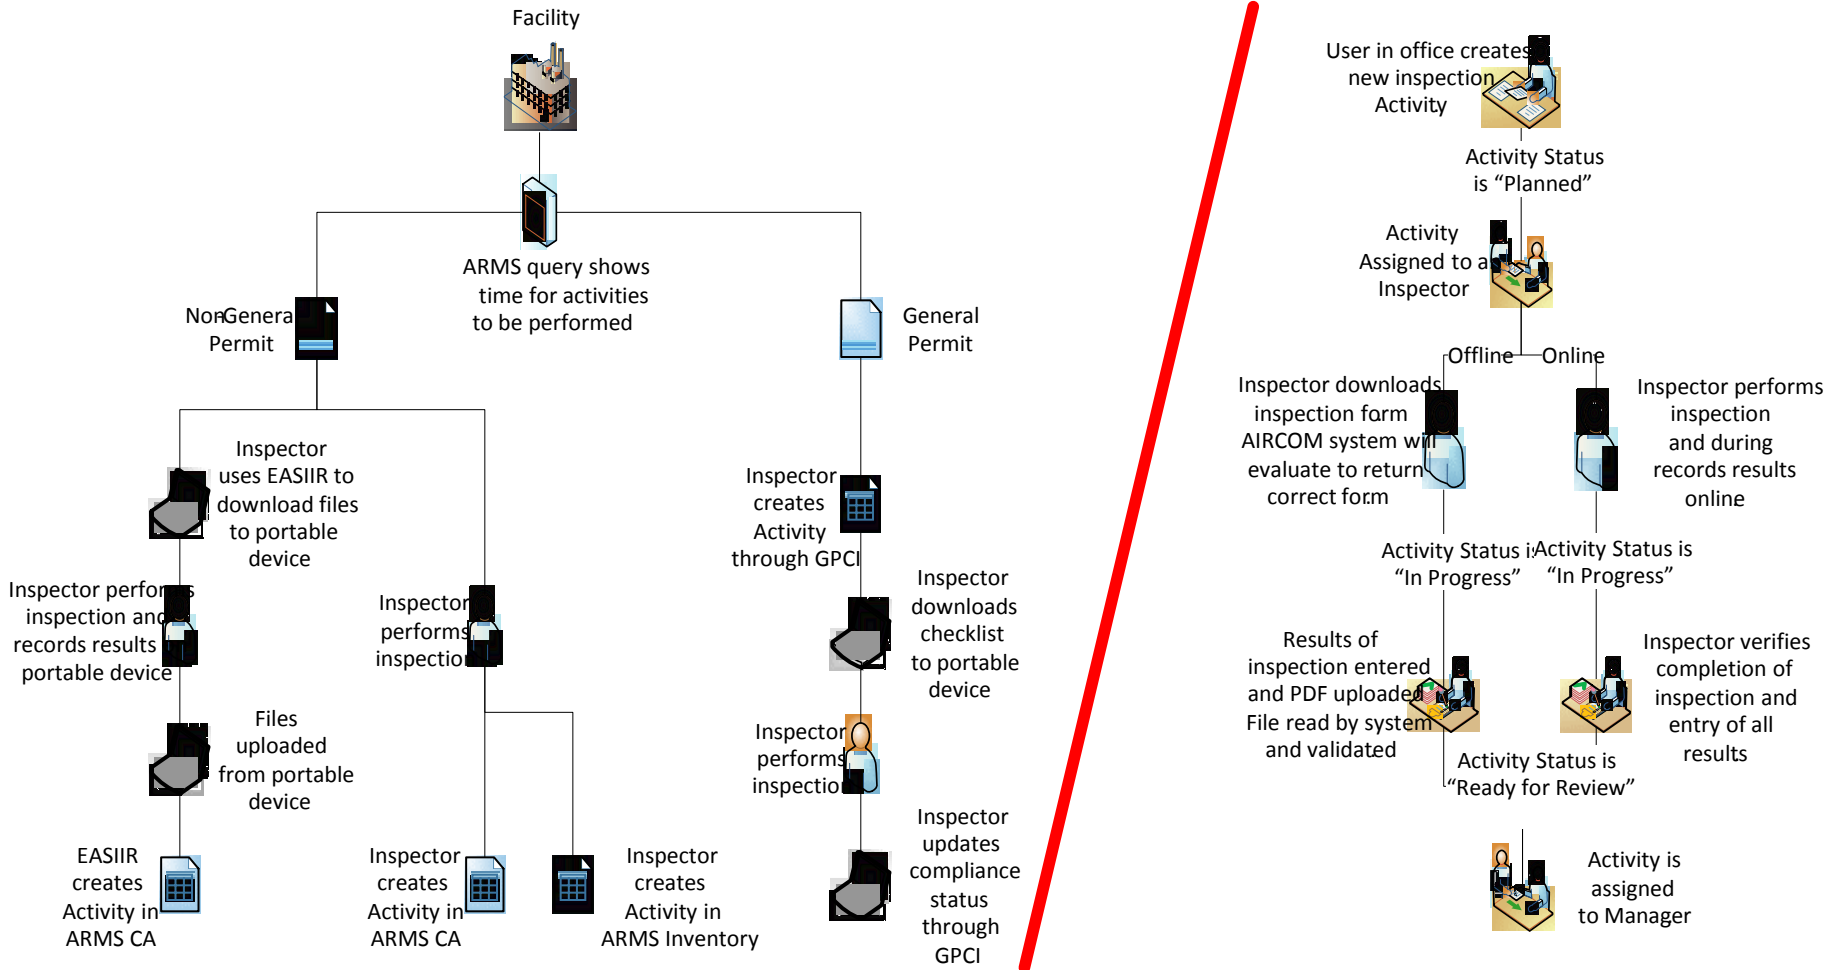 Facility
ARMS query shows
time for activities
to be performed
NonGenera
Permit
General
Permit
Inspector
uses EASIIR to
download files
to portable
device
Inspector performs
inspection and
records results
portable device
Files
uploaded
from portable
device
EASIIR
creates
Activity in
ARMS CA
Inspector
performs
inspection
Inspector
creates
Activity in
ARMS CA
Inspector
creates
Activity in
ARMS Inventory
Inspector
creates
Activity
through GPCI
Inspector
downloads
checklist
to portable
device
Inspector
performs
inspection
Inspector
updates
compliance
status
through
GPCI
User in office creates
new inspection
Activity
Activity Status
is “Planned”
Activity
Assigned to a
Inspector
Offline
Online
Inspector downloads
inspection form.
AIRCOM system will
evaluate to return
correct form
Inspector performs
inspection
and during
records results
online
Activity Status is
“In Progress”
Activity Status is
“In Progress”
Results of
inspection entered
and PDF uploaded.
File read by system
and validated
Inspector verifies
completion of
inspection and
entry of all
results
Activity Status is
“Ready for Review”
Activity is
assigned
to Manager